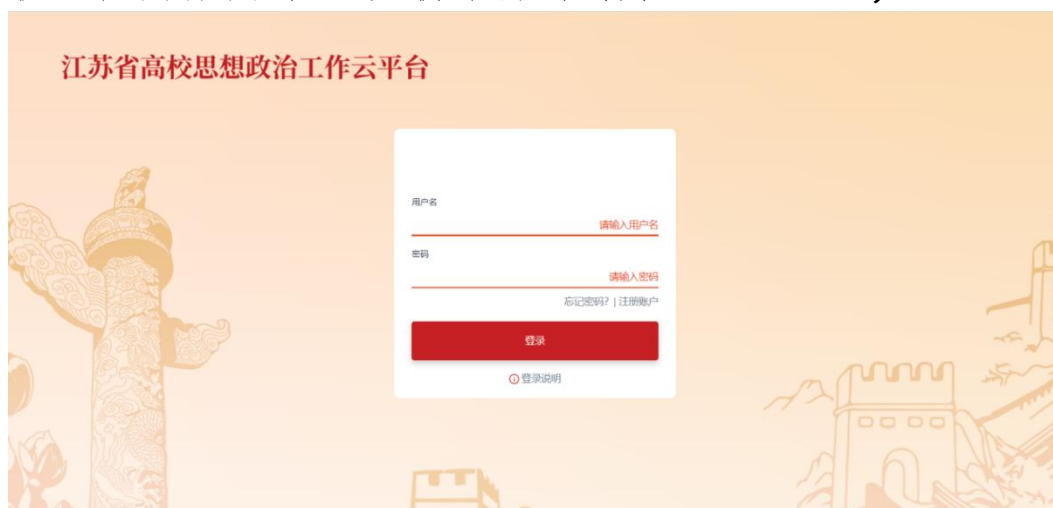 江苏省高校思想政治工作云平台
用户名
请输入用户名
密码
请输入密码
忘记密码? | 注册账户
登录
登录说明